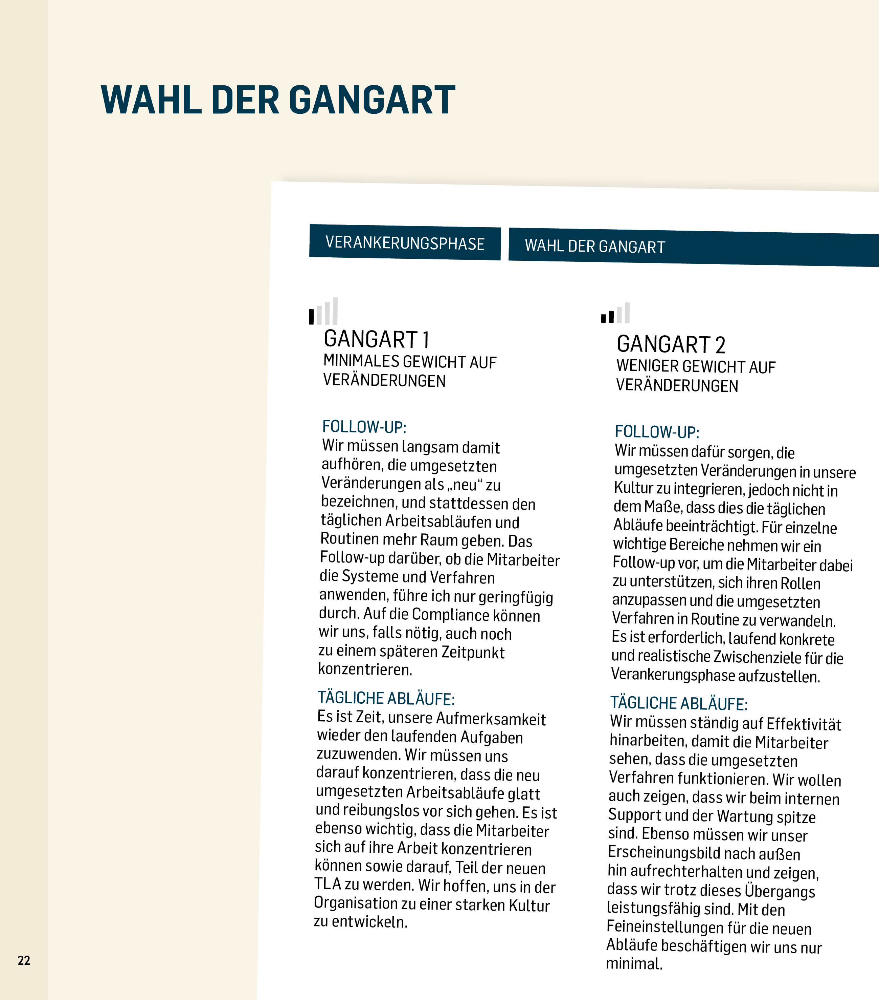 WAHL DER GANGART
VERANKERUNGSPHASE
WAHL DER GANGART
GANGART 1
MINIMALES GEWICHT AUF
VERÄNDERUNGEN
FOLLOW-UP:
Wir müssen langsam damit
aufhören, die umgesetzten
Veränderungen als „neu“ zu
bezeichnen, und stattdessen den
täglichen Arbeitsabläufen und
Routinen mehr Raum geben. Das
Follow-up darüber, ob die Mitarbeiter
die Systeme und Verfahren
anwenden, führe ich nur geringfügig
durch. Auf die Compliance können
wir uns, falls nötig, auch noch
zu einem späteren Zeitpunkt
konzentrieren.
TÄGLICHE ABLÄUFE:
Es ist Zeit, unsere Aufmerksamkeit
wieder den laufenden Aufgaben
zuzuwenden. Wir müssen uns
darauf konzentrieren, dass die neu
umgesetzten Arbeitsabläufe glatt
und reibungslos vor sich gehen. Es ist
ebenso wichtig, dass die Mitarbeiter
sich auf ihre Arbeit konzentrieren
können sowie darauf, Teil der neuen
TLA zu werden. Wir hoffen, uns in der
Organisation zu einer starken Kultur
zu entwickeln.
GANGART 2
WENIGER GEWICHT AUF
VERÄNDERUNGEN
FOLLOW-UP:
Wir müssen dafür sorgen, die
umgesetzten Veränderungen in unsere
Kultur zu integrieren, jedoch nicht in
dem Maße, dass dies die täglichen
Abläufe beeinträchtigt. Für einzelne
wichtige Bereiche nehmen wir ein
Follow-up vor, um die Mitarbeiter dabei
zu unterstützen, sich ihren Rollen
anzupassen und die umgesetzten
Verfahren in Routine zu verwandeln.
Es ist erforderlich, laufend konkrete
und realistische Zwischenziele für die
Verankerungsphase aufzustellen.
TÄGLICHE ABLÄUFE:
Wir müssen ständig auf Effektivität
hinarbeiten, damit die Mitarbeiter
sehen, dass die umgesetzten
Verfahren funktionieren. Wir wollen
auch zeigen, dass wir beim internen
Support und der Wartung spitze
sind. Ebenso müssen wir unser
Erscheinungsbild nach außen
hin aufrechterhalten und zeigen,
dass wir trotz dieses Übergangs
leistungsfähig sind. Mit den
Feineinstellungen für die neuen
Abläufe beschäftigen wir uns nur
minimal.
22